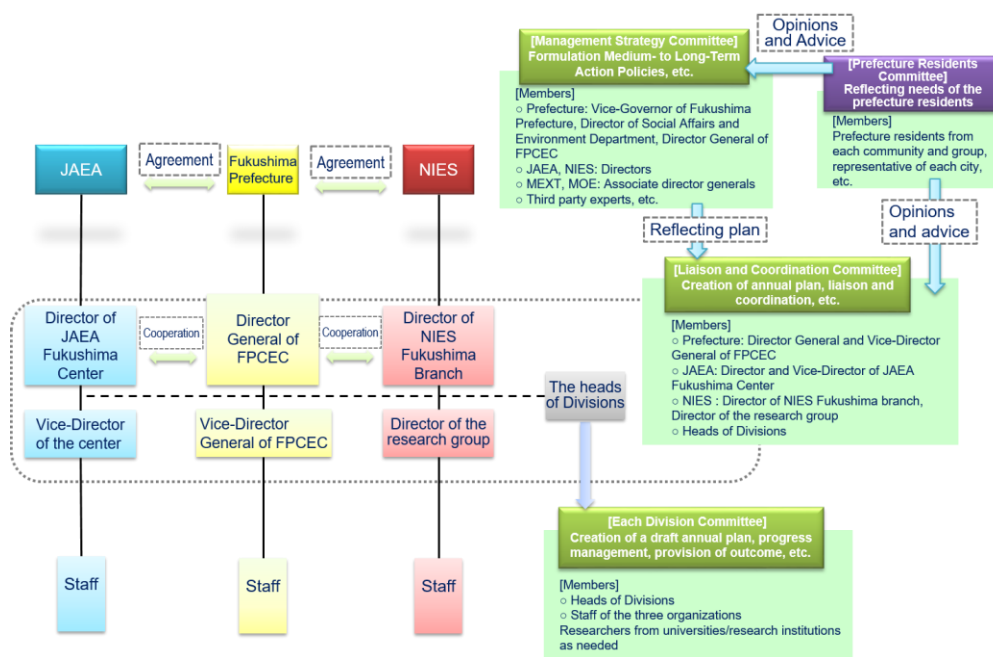 JAEA
Agreement
Fukushima
Prefecture
Agreement
NIES
Director of
JAEA
Fukushima
Center
Cooperation
Director
General of
FPCEC
Cooperation
Director of
NIES
Fukushima
Branch
The heads
of Divisions
Vice-Director
of the center
Vice-Director
General of FPCEC
Director of the
research group
Staff
Staff
Staff
[Management Strategy Committee]
Formulation Medium- to Long-Term
Action Policies, etc.
[Members]
○ Prefecture: Vice-Governor of Fukushima
Prefecture, Director of Social Affairs and
Environment Department, Director General of
FPCEC
○ JAEA, NIES: Directors
○ MEXT, MOE: Associate director generals
○ Third party experts, etc.
Opinions
and Advice
[Prefecture Residents
Committee]
Reflecting needs of the
prefecture residents
[Members]
Prefecture residents from
each community and group,
representative of each city,
etc.
Reflecting plan
Opinions
and advice
[Liaison and Coordination Committee]
Creation of annual plan, liaison and
coordination, etc.
[Members]
○ Prefecture: Director General and Vice-Director
General of FPCEC
○ JAEA: Director and Vice-Director of JAEA
Fukushima Center
○ NIES : Director of NIES Fukushima branch,
Director of the research group
○ Heads of Divisions
[Each Division Committee]
Creation of a draft annual plan, progress
management, provision of outcome, etc.
[Members]
○ Heads of Divisions
○ Staff of the three organizations
Researchers from universities/research institutions
as needed